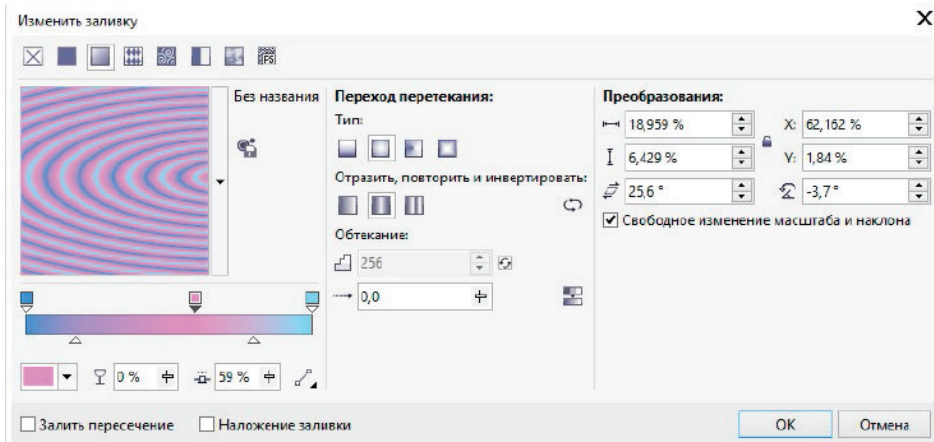 Изменить заливку
Без названия
Переход перетекания:
Тип:
Отразить, повторить и инвертировать:
Обтекание:
256
0,0
Преобразования:
18,959 %
X: 62,162 %
6,429 %
Y: 1,84 %
25,6 °
-3,7 °
Свободное изменение масштаба и наклона
0 %
59 %
Залить пересечение
Наложение заливки
OK
Отмена